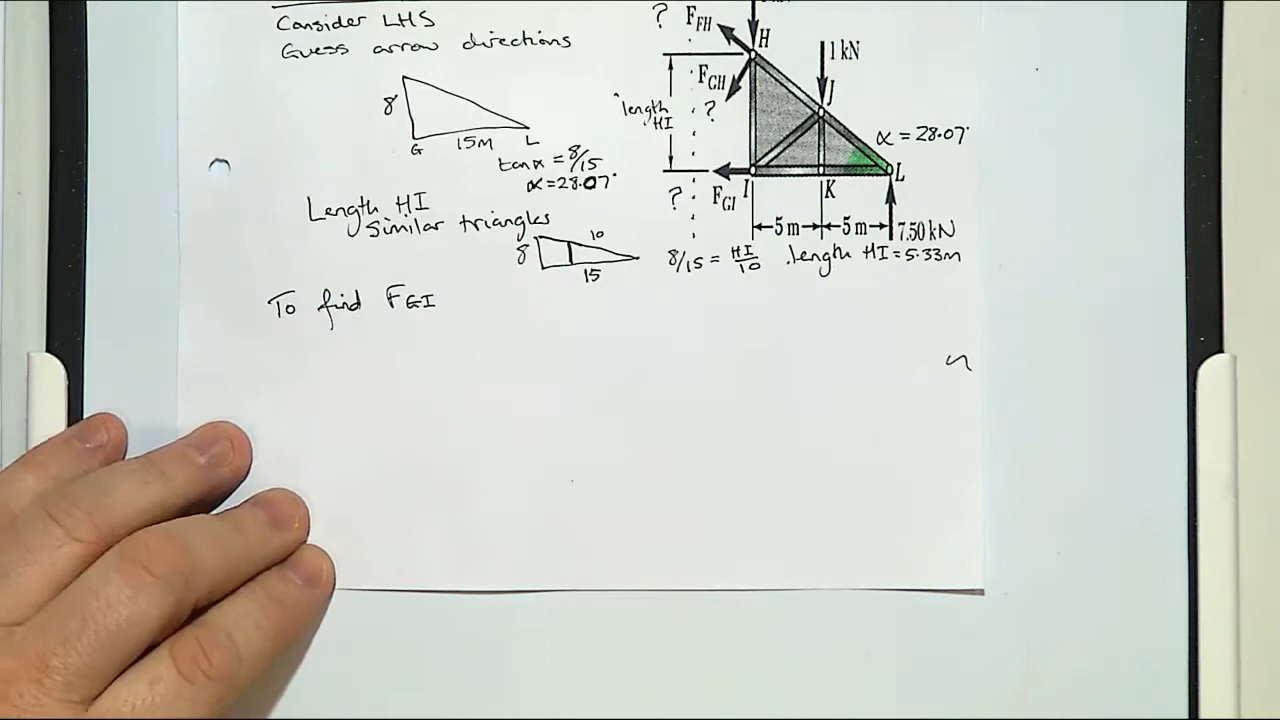 Consider LHS
Guess arrow directions
8
G
15m
L
tanα = 8/15
α=28.07°
Length HI
Similar triangles
8
10
15
8/15 = HI/10
length HI = 5.33m
To find FGI
?
FFH
H
1 kN
FGH
J
length
HI
?
α = 28.07°
I
K
L
?
FGI
5 m
5 m
7.50 kN